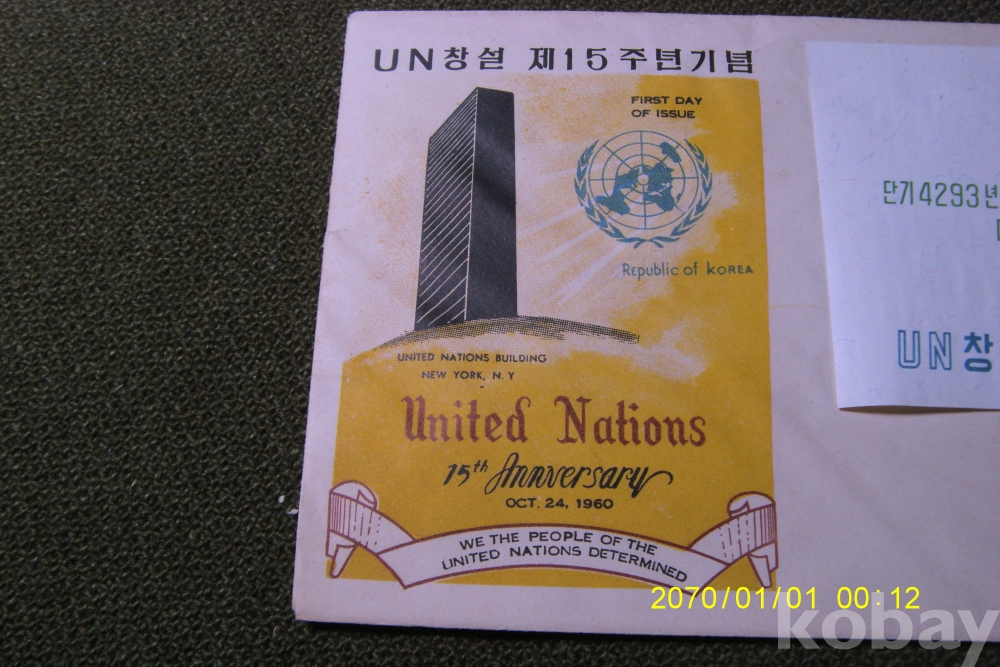 UN창설 제15주년기념
FIRST DAY
OF ISSUE
Republic of KOREA
UNITED NATIONS BUILDING
NEW YORK, N.Y
United Nations
15th Anniversary
OCT. 24, 1960
WE THE PEOPLE OF THE
UNITED NATIONS DETERMINED
단기4293년
UN창
2070/01/01 00:12
kobay